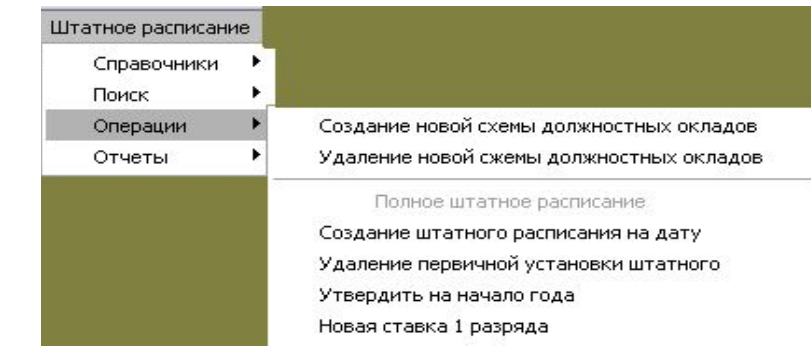 Штатное расписание
Справочники
Поиск
Операции
Отчеты
Создание новой схемы должностных окладов
Удаление новой сжемы должностных окладов
Полное штатное расписание
Создание штатного расписания на дату
Удаление первичной установки штатного
Утвердить на начало года
Новая ставка 1 разряда